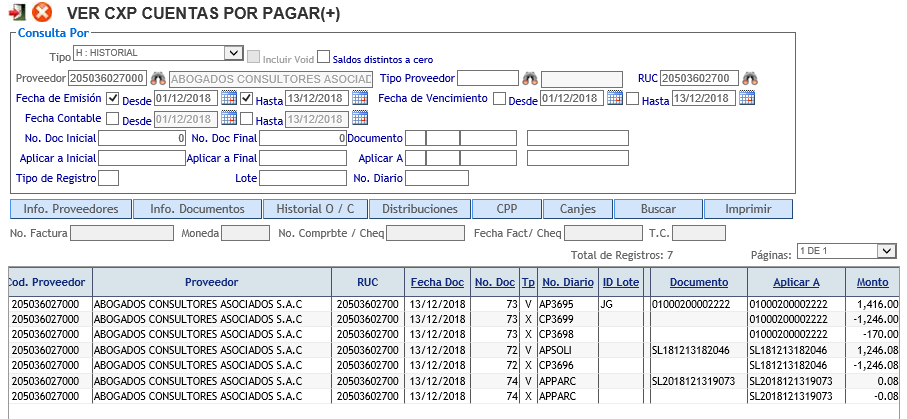 VER CXP CUENTAS POR PAGAR(+)
Consulta Por
Tipo H : HISTORIAL Incluir Void Saldos distintos a cero
Proveedor 205036027000 ABOGADOS CONSULTORES ASOCIAD Tipo Proveedor RUC 20503602700
Fecha de Emisión Desde 01/12/2018 Hasta 13/12/2018 Fecha de Vencimiento Desde 01/12/2018 Hasta 13/12/2018
Fecha Contable Desde 01/12/2018 Hasta 13/12/2018
No. Doc Inicial 0 No. Doc Final 0 Documento
Aplicar a Inicial Aplicar a Final Aplicar A
Tipo de Registro Lote No. Diario
Info. Proveedores Info. Documentos Historial O / C Distribuciones CPP Canjes Buscar Imprimir
No. Factura Moneda No. Comprbte / Cheq Fecha Fact/ Cheq T.C.
Total de Registros: 7 Páginas: 1 DE 1
Cod. Proveedor Proveedor RUC Fecha Doc No. Doc Tp No. Diario ID Lote Documento Aplicar A Monto
205036027000 ABOGADOS CONSULTORES ASOCIADOS S.A.C 20503602700 13/12/2018 73 V AP3695 JG 01000200002222 01000200002222 1,416.00
205036027000 ABOGADOS CONSULTORES ASOCIADOS S.A.C 20503602700 13/12/2018 73 X CP3699 01000200002222 -1,246.00
205036027000 ABOGADOS CONSULTORES ASOCIADOS S.A.C 20503602700 13/12/2018 73 X CP3698 01000200002222 -170.00
205036027000 ABOGADOS CONSULTORES ASOCIADOS S.A.C 20503602700 13/12/2018 72 V APSOLI SL181213182046 SL181213182046 1,246.08
205036027000 ABOGADOS CONSULTORES ASOCIADOS S.A.C 20503602700 13/12/2018 72 X CP3696 SL181213182046 -1,246.08
205036027000 ABOGADOS CONSULTORES ASOCIADOS S.A.C 20503602700 13/12/2018 74 V APPARC SL2018121319073 SL2018121319073 0.08
205036027000 ABOGADOS CONSULTORES ASOCIADOS S.A.C 20503602700 13/12/2018 74 X APPARC SL2018121319073 -0.08